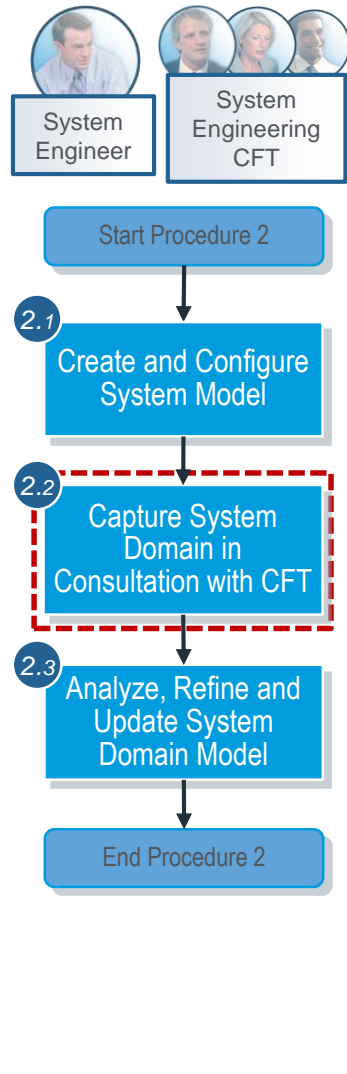 System
Engineer
System
Engineering
CFT
Start Procedure 2
2.1
Create and Configure
System Model
2.2
Capture System
Domain in
Consultation with CFT
2.3
Analyze, Refine and
Update System
Domain Model
End Procedure 2